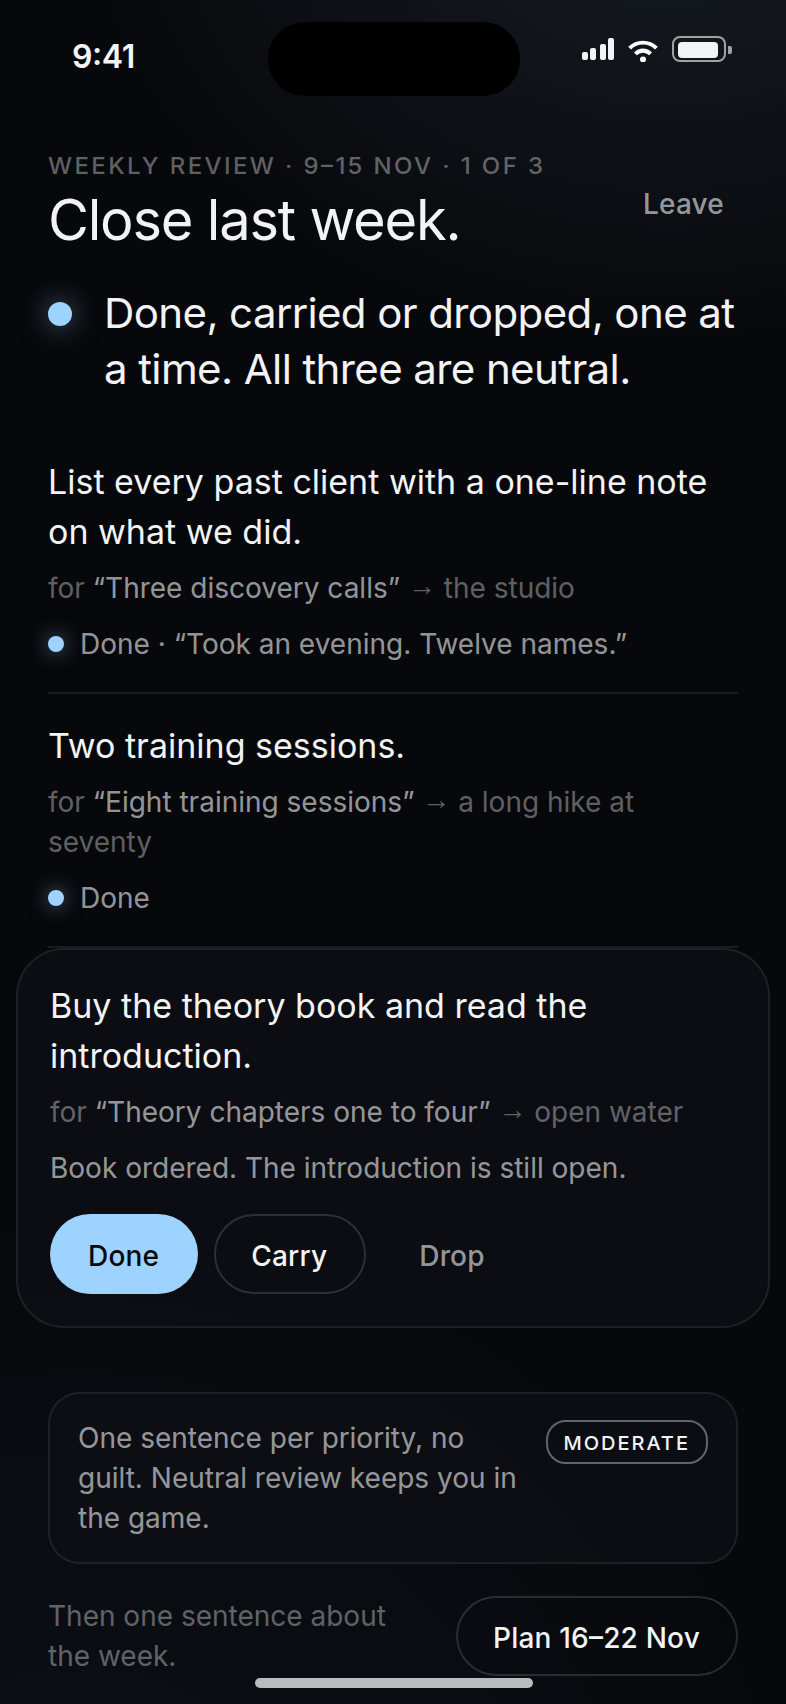 9:41
WEEKLY REVIEW · 9–15 NOV · 1 OF 3
Close last week.
Leave
Done, carried or dropped, one at
a time. All three are neutral.
List every past client with a one-line note
on what we did.
for “Three discovery calls” → the studio
Done · “Took an evening. Twelve names.”
Two training sessions.
for “Eight training sessions” → a long hike at
seventy
Done
Buy the theory book and read the
introduction.
for “Theory chapters one to four” → open water
Book ordered. The introduction is still open.
Done
Carry
Drop
One sentence per priority, no
guilt. Neutral review keeps you in
the game.
MODERATE
Then one sentence about
the week.
Plan 16–22 Nov